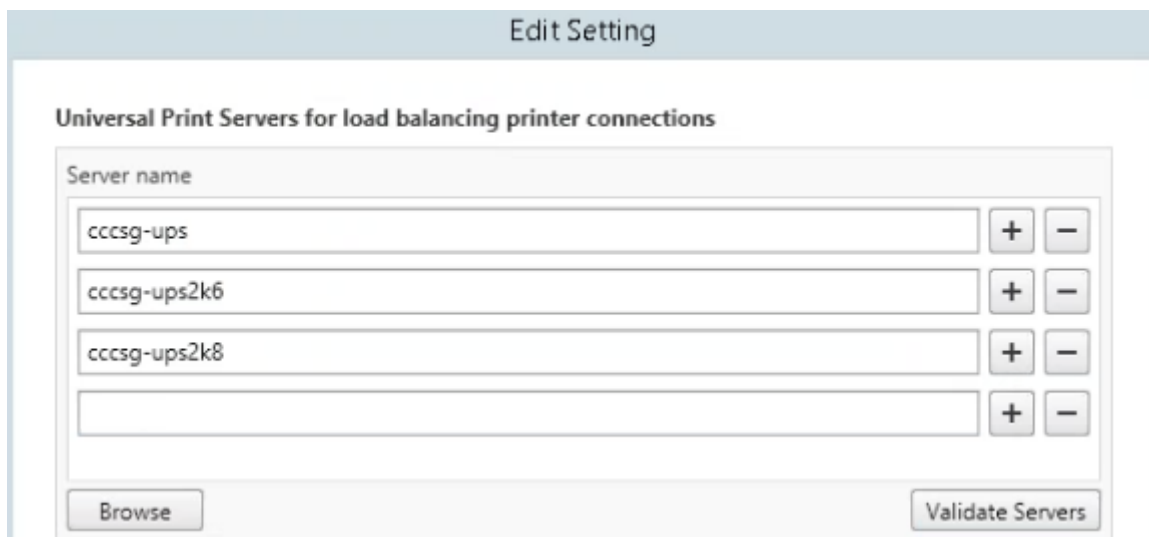 Edit Setting
Universal Print Servers for load balancing printer connections
Server name
cccsg-ups
+ −
cccsg-ups2k6
+ −
cccsg-ups2k8
+ −
+ −
Browse
Validate Servers